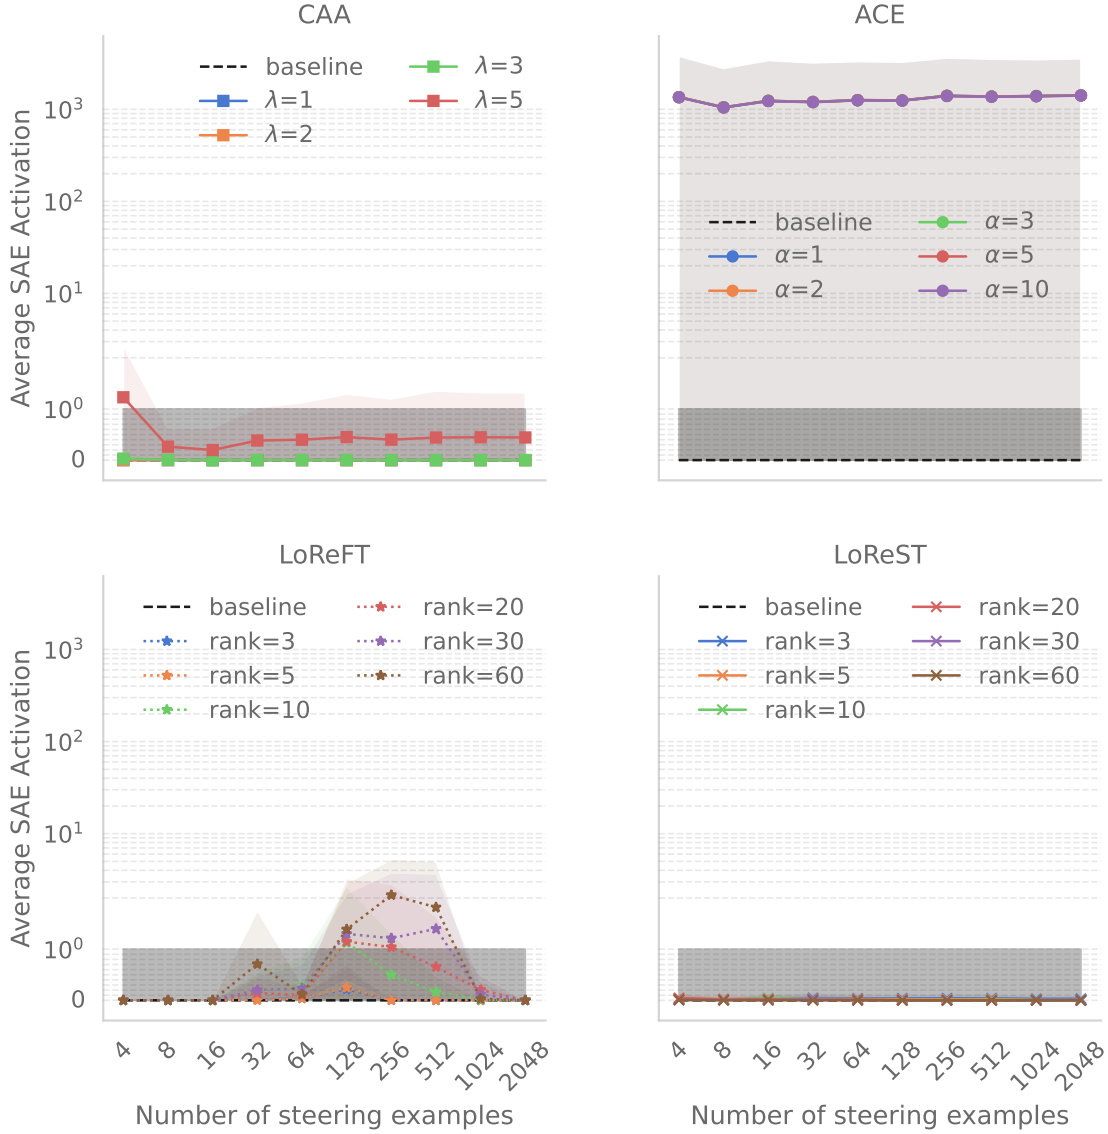 CAA
Average SAE Activation
10³
10²
10¹
10⁰
0
baseline
λ=1
λ=2
λ=3
λ=5
ACE
baseline
α=1
α=2
α=3
α=5
α=10
LoReFT
Average SAE Activation
10³
10²
10¹
10⁰
0
baseline
rank=3
rank=5
rank=10
rank=20
rank=30
rank=60
4 8 16 32 64 128 256 512 1024 2048
Number of steering examples
LoReST
baseline
rank=3
rank=5
rank=10
rank=20
rank=30
rank=60
4 8 16 32 64 128 256 512 1024 2048
Number of steering examples